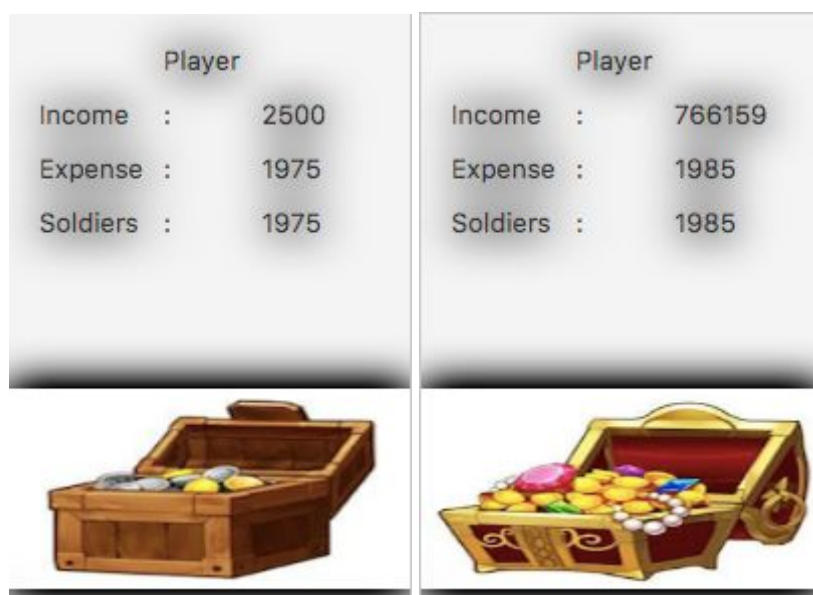 Player
Income : 2500
Expense : 1975
Soldiers : 1975
Player
Income : 766159
Expense : 1985
Soldiers : 1985